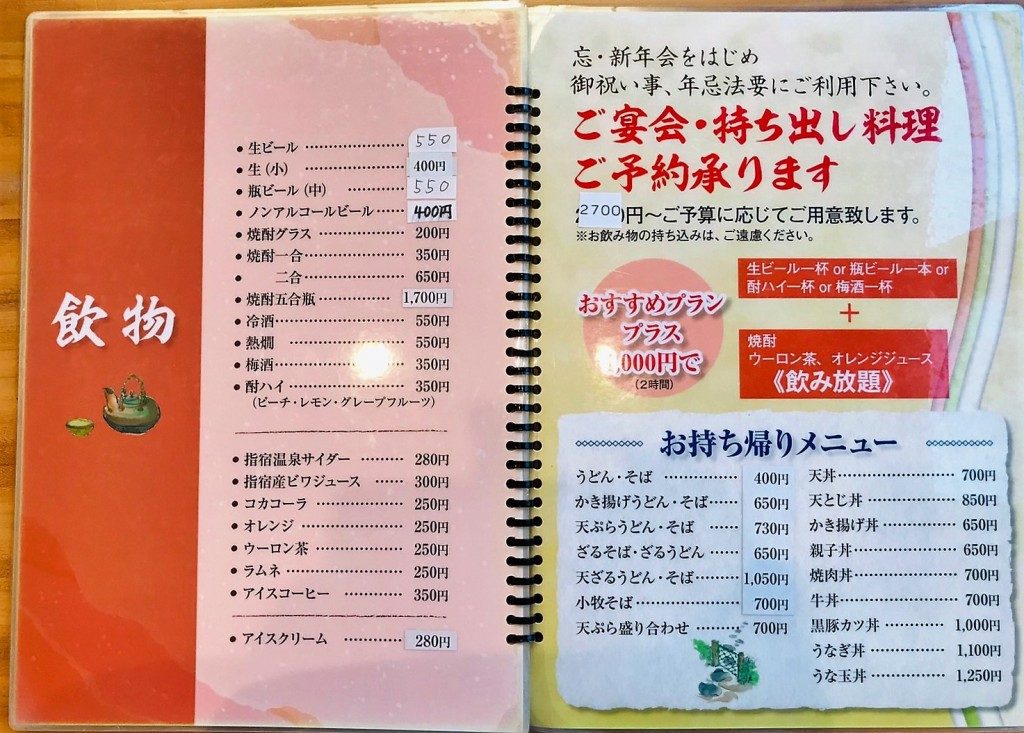 飲物
・生ビール ………………… 550
・生(小) ………………… 400円
・瓶ビール(中) ………… 550
・ノンアルコールビール…… 400円
・焼酎グラス ……………… 200円
・焼酎一合………………… 350円
・　　二合 ………………… 650円
・焼酎五合瓶……………… 1,700円
・冷酒……………………… 550円
・熱燗 ……………………… 550円
・梅酒……………………… 350円
・酎ハイ …………………… 350円
(ピーチ・レモン・グレープフルーツ)
・指宿温泉サイダー ……… 280円
・指宿産ビワジュース …… 300円
・コカコーラ ……………… 250円
・オレンジ ………………… 250円
・ウーロン茶 ……………… 250円
・ラムネ …………………… 250円
・アイスコーヒー ………… 350円
・アイスクリーム ………… 280円
忘・新年会をはじめ
御祝い事、年忌法要にご利用下さい。
ご宴会・持ち出し料理
ご予約承ります
2700円〜ご予算に応じてご用意致します。
※お飲み物の持ち込みは、ご遠慮ください。
おすすめプラン
プラス
1,000円で
(2時間)
生ビール一杯 or 瓶ビール一本 or
酎ハイ一杯 or 梅酒一杯
+
焼酎
ウーロン茶、オレンジジュース
《飲み放題》
お持ち帰りメニュー
うどん・そば …………… 400円
かき揚げうどん・そば…… 650円
天ぷらうどん・そば …… 730円
ざるそば・ざるうどん …… 650円
天ざるうどん・そば……… 1,050円
小牧そば………………… 700円
天ぷら盛り合わせ ……… 700円
天丼……………………… 700円
天とじ丼 ………………… 850円
かき揚げ丼 ……………… 650円
親子丼…………………… 650円
焼肉丼 …………………… 700円
牛丼……………………… 700円
黒豚カツ丼 …………… 1,000円
うなぎ丼 ……………… 1,100円
うな玉丼 ……………… 1,250円